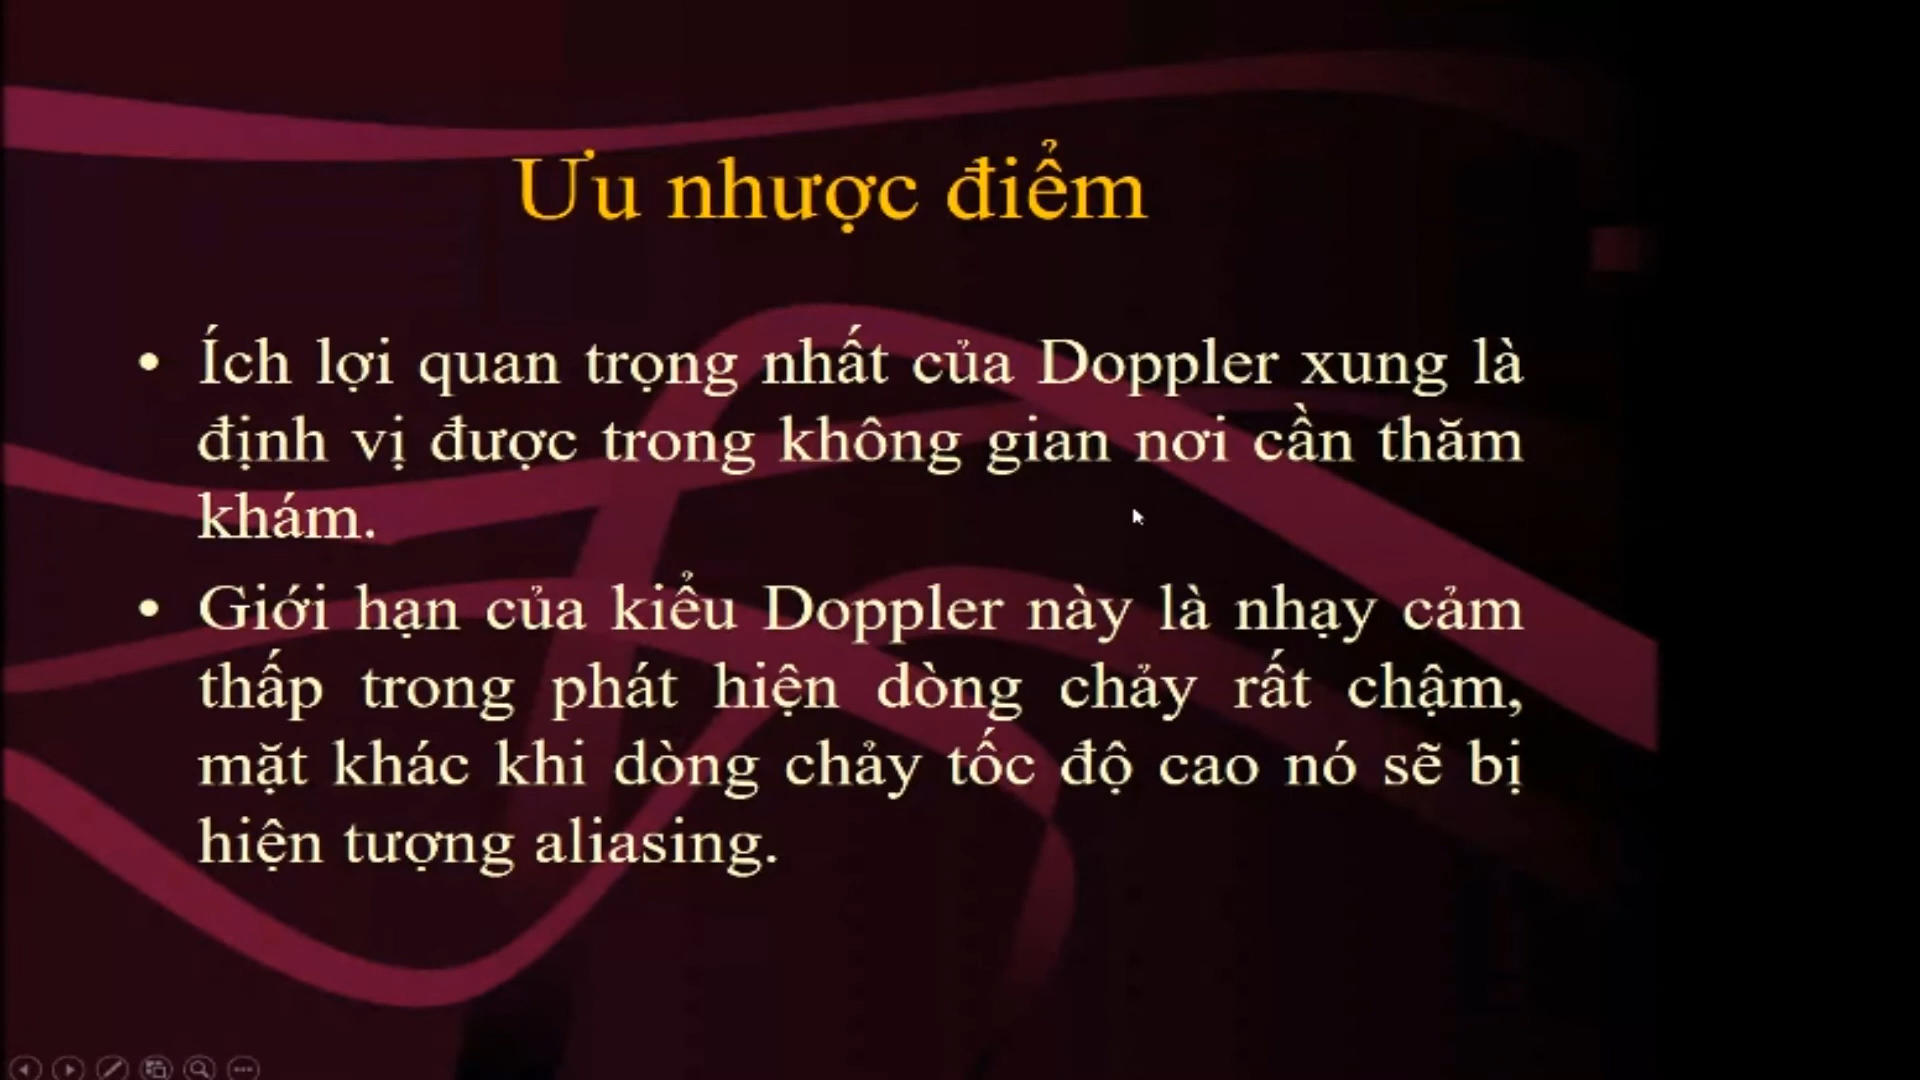 Ưu nhược điểm
• Ích lợi quan trọng nhất của Doppler xung là
định vị được trong không gian nơi cần thăm
khám.
• Giới hạn của kiểu Doppler này là nhạy cảm
thấp trong phát hiện dòng chảy rất chậm,
mặt khác khi dòng chảy tốc độ cao nó sẽ bị
hiện tượng aliasing.